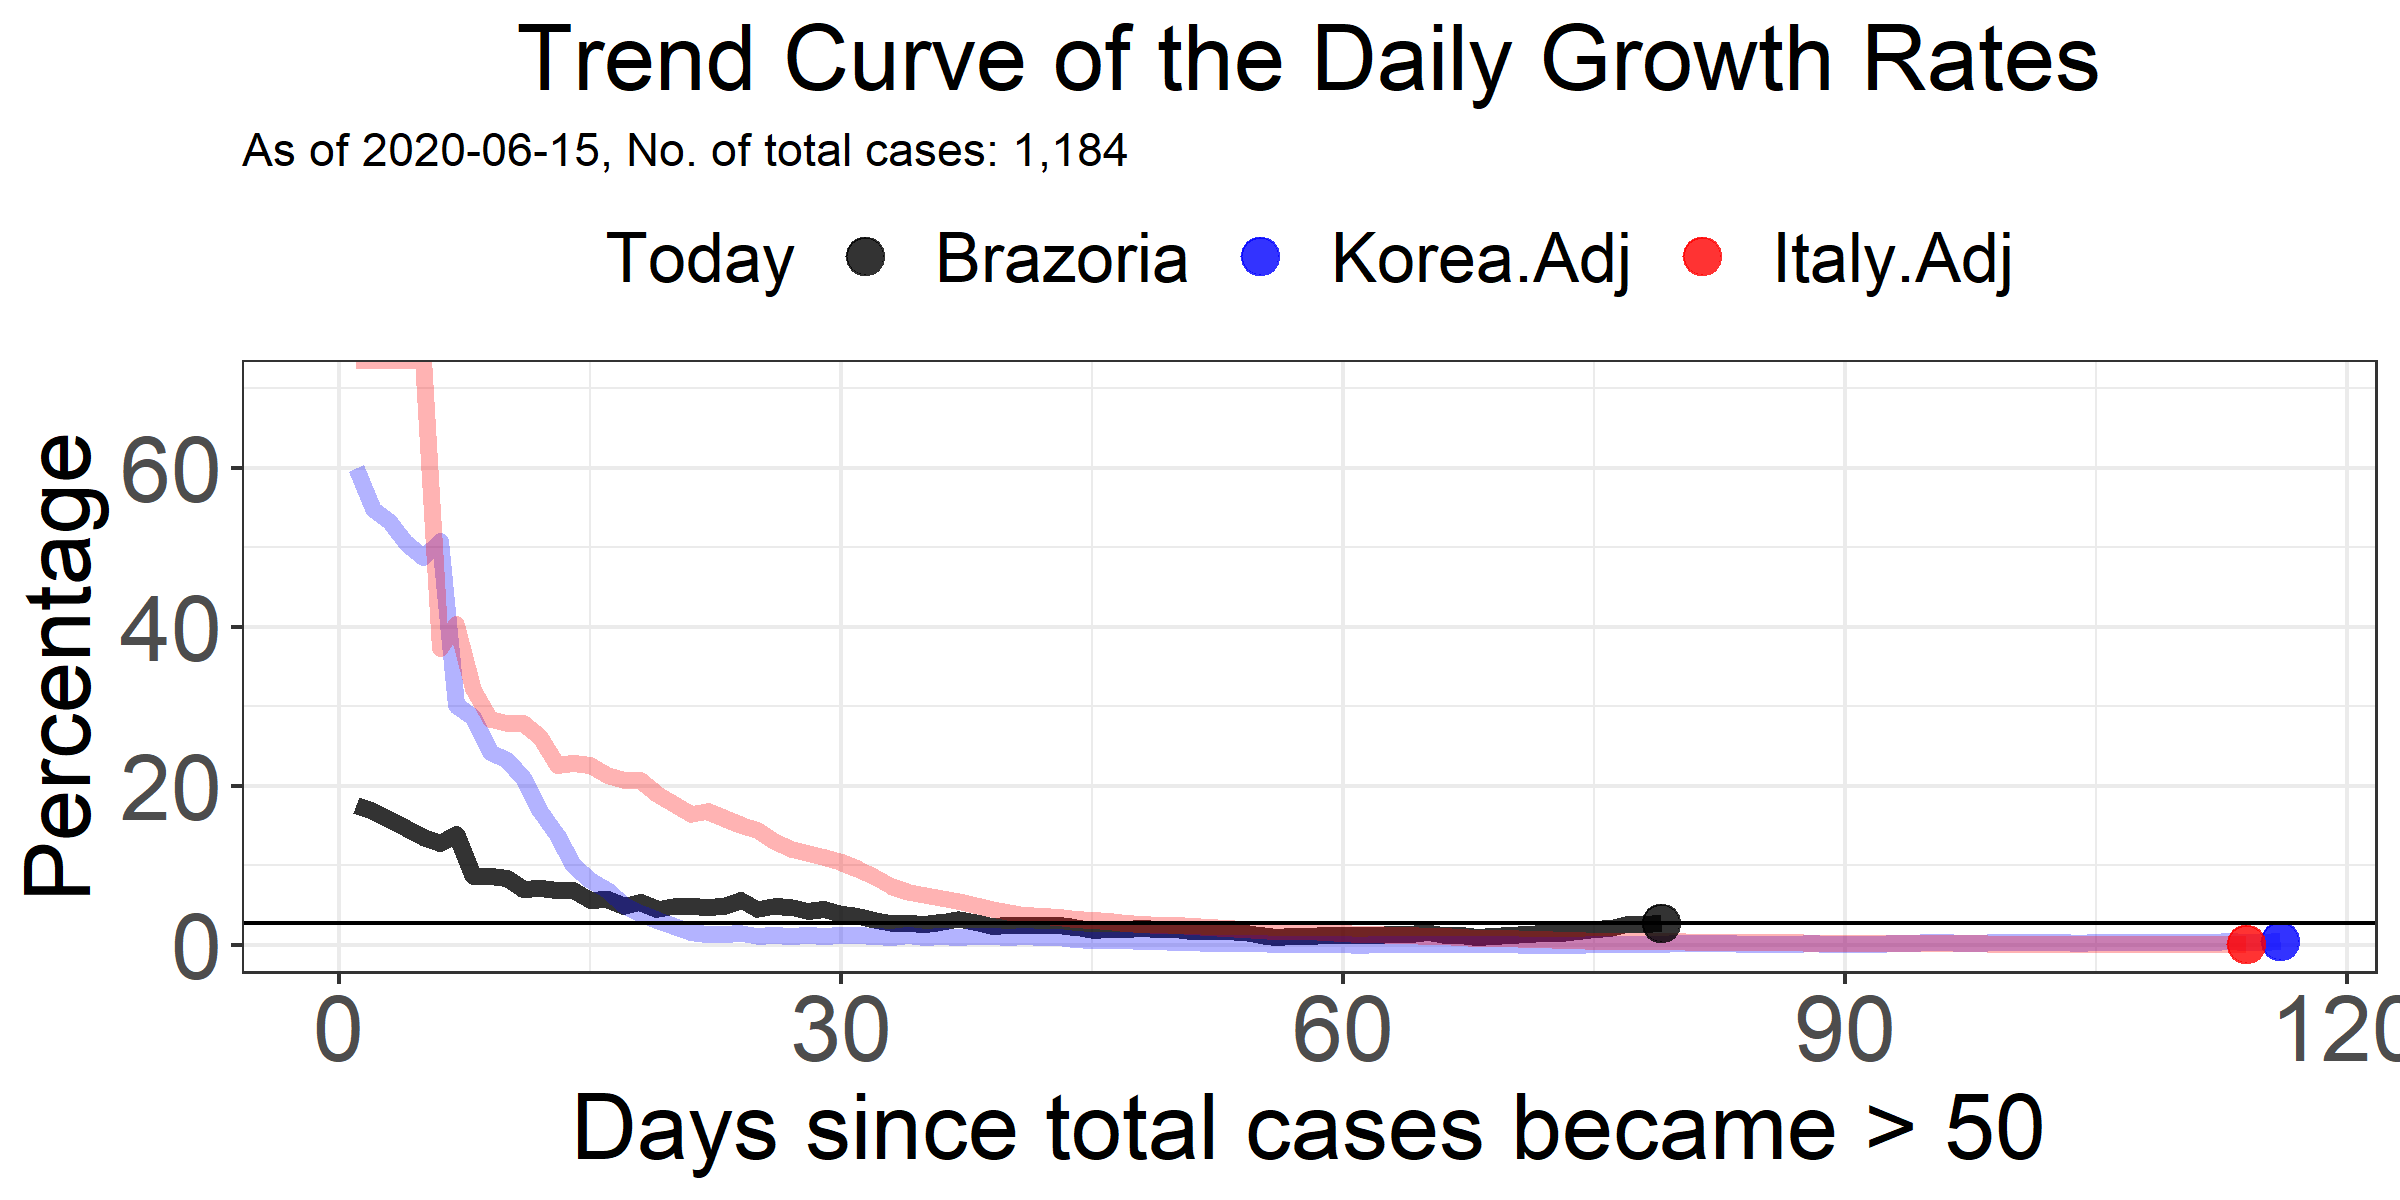 Trend Curve of the Daily Growth Rates
As of 2020-06-15, No. of total cases: 1,184
Today Brazoria Korea.Adj Italy.Adj
Percentage
60
40
20
0
0 30 60 90 120
Days since total cases became > 50